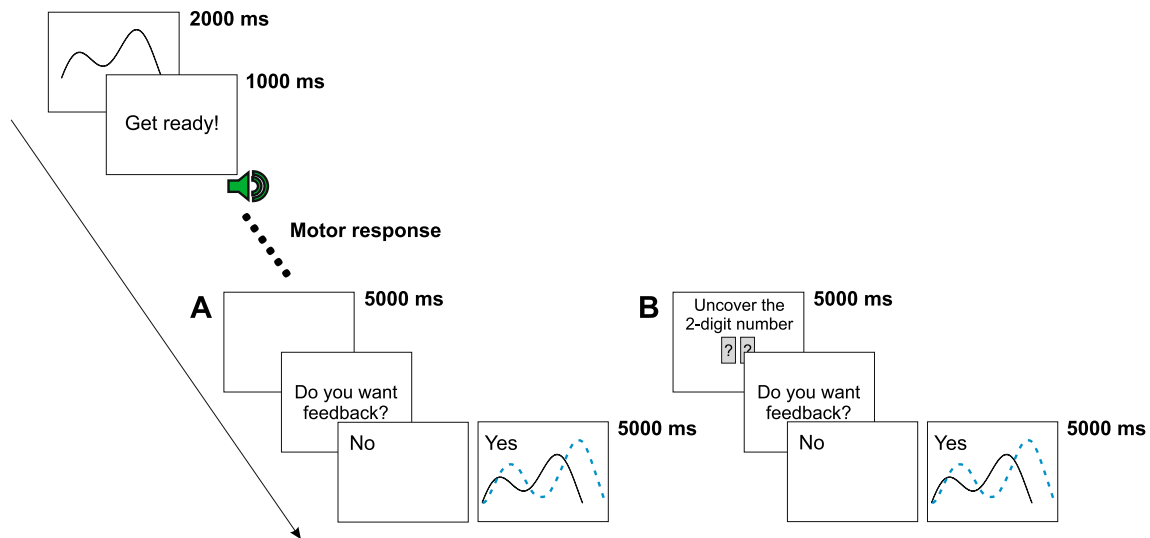 2000 ms
1000 ms
Get ready!
Motor response
A
5000 ms
Do you want
feedback?
No
Yes
5000 ms
B
Uncover the
2-digit number
? ?
5000 ms
Do you want
feedback?
No
Yes
5000 ms